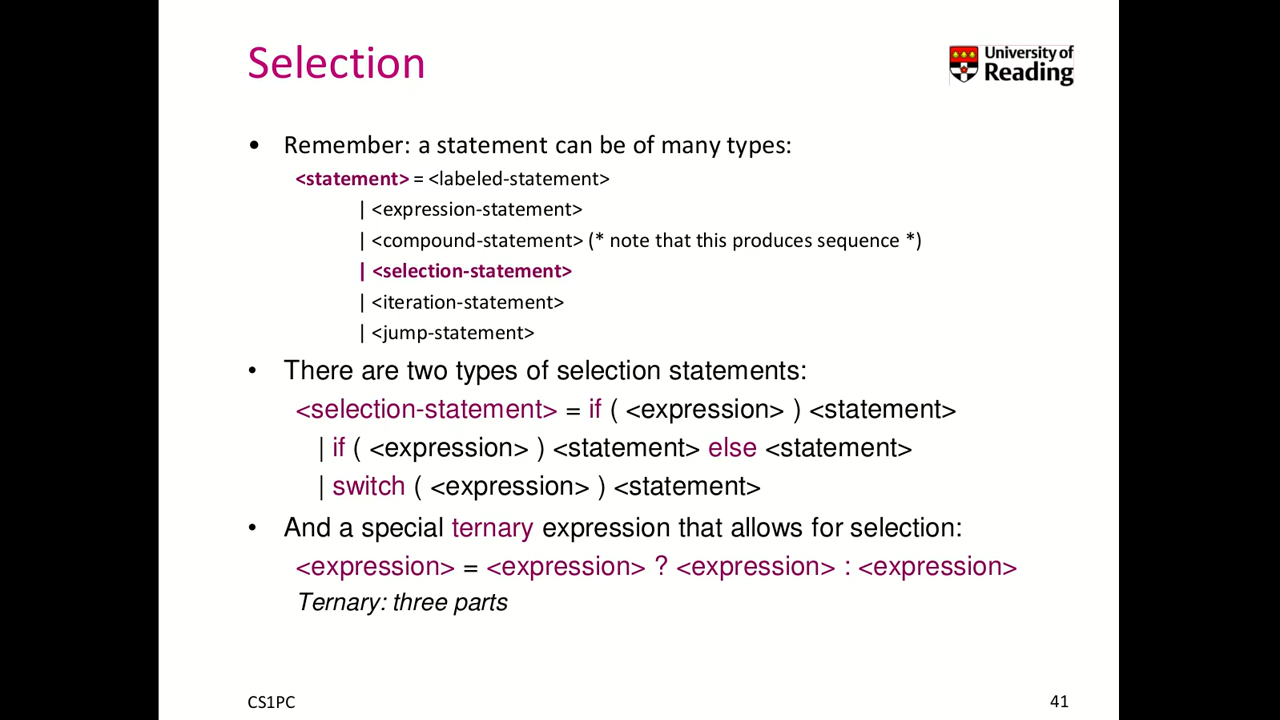 Selection
University of
Reading
• Remember: a statement can be of many types:
<statement> = <labeled-statement>
| <expression-statement>
| <compound-statement> (* note that this produces sequence *)
| <selection-statement>
| <iteration-statement>
| <jump-statement>
• There are two types of selection statements:
<selection-statement> = if ( <expression> ) <statement>
| if ( <expression> ) <statement> else <statement>
| switch ( <expression> ) <statement>
• And a special ternary expression that allows for selection:
<expression> = <expression> ? <expression> : <expression>
Ternary: three parts
CS1PC
41